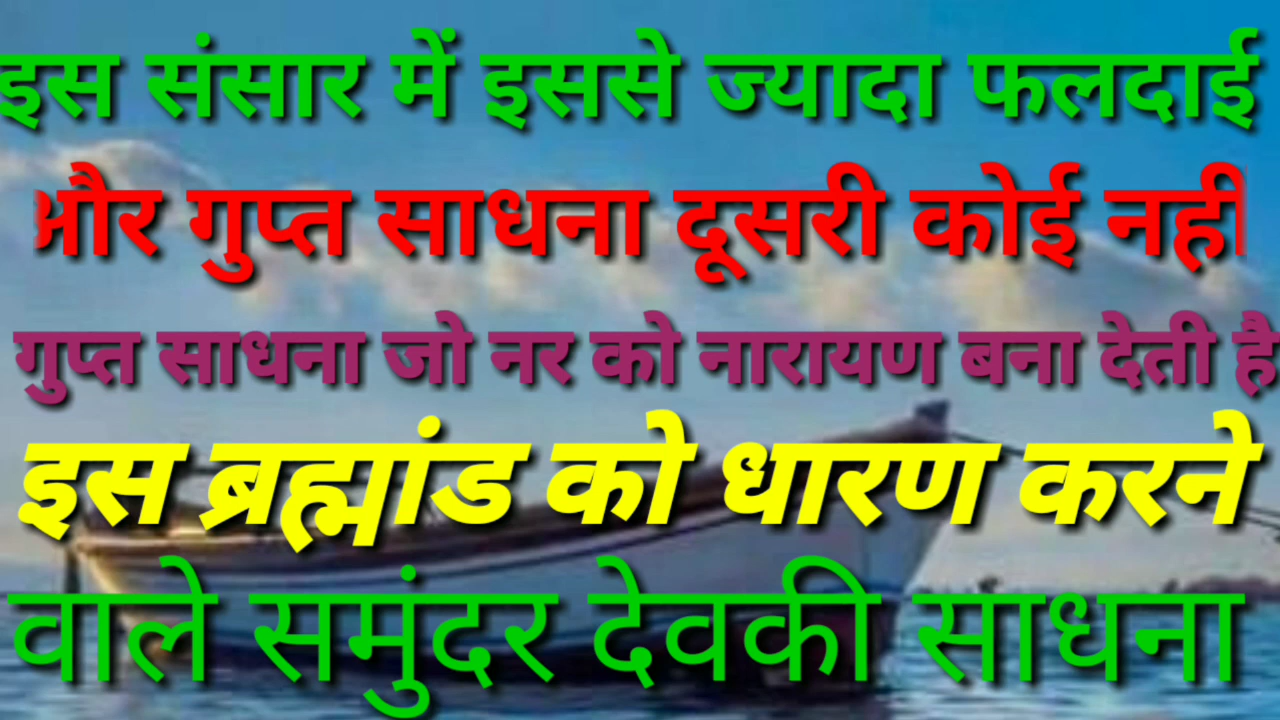 इस संसार में इससे ज्यादा फलदाई
और गुप्त साधना दूसरी कोई नही
गुप्त साधना जो नर को नारायण बना देती है
इस ब्रह्मांड को धारण करने
वाले समुंदर देवकी साधना